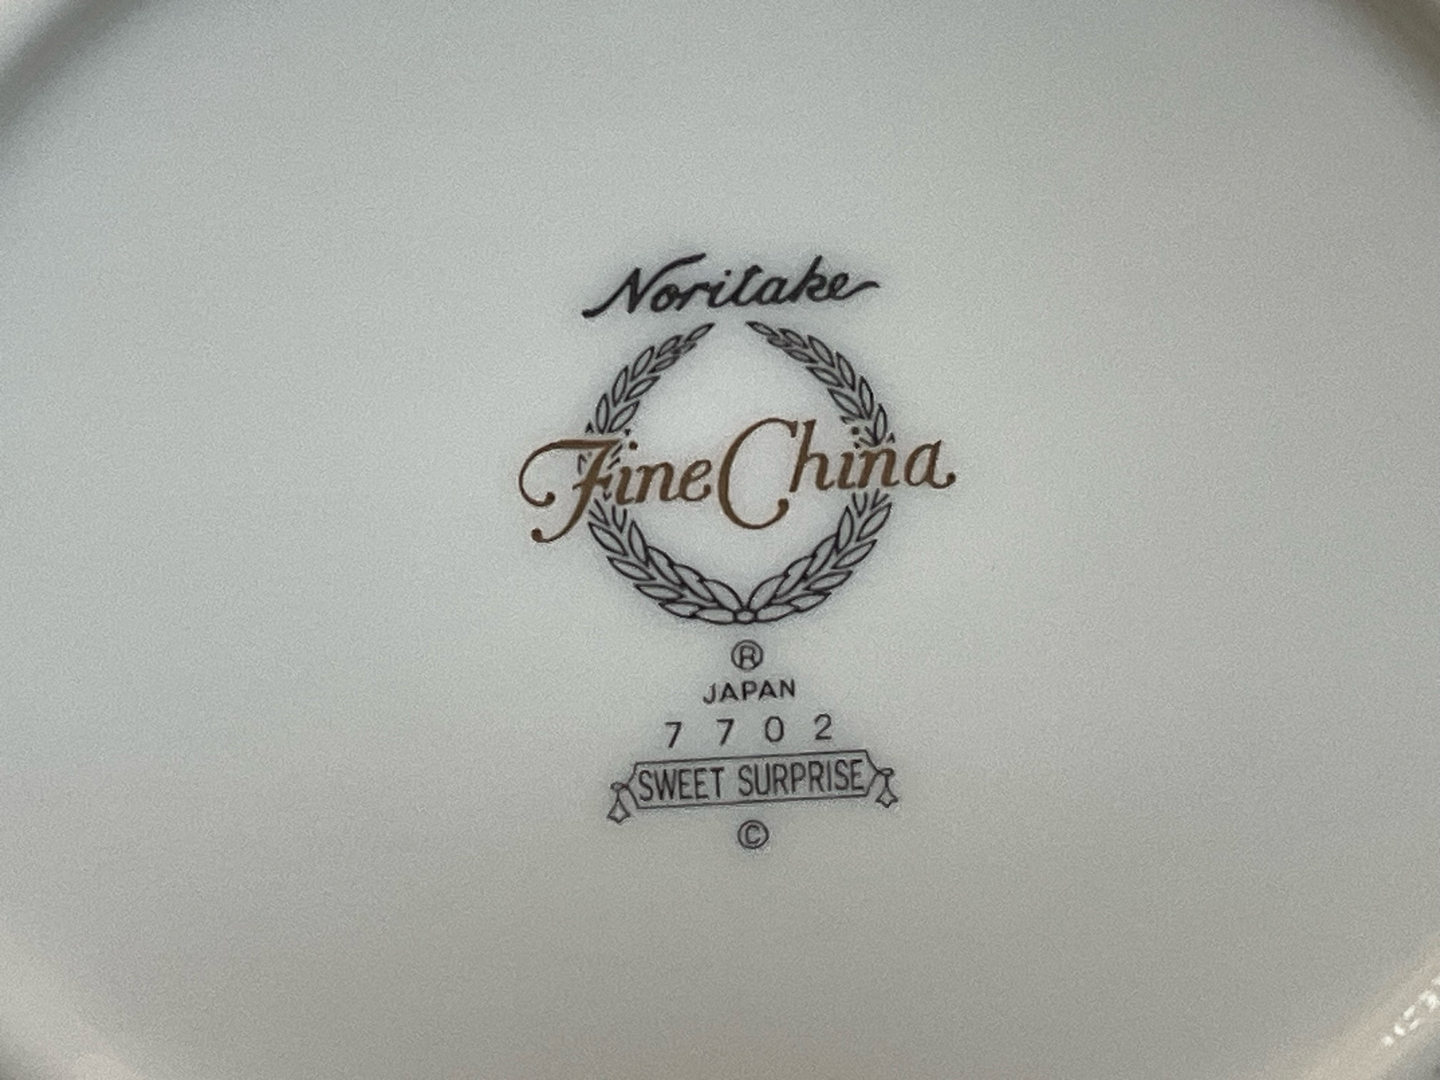 Noritake
Fine China
®
JAPAN
7702
SWEET SURPRISE
©